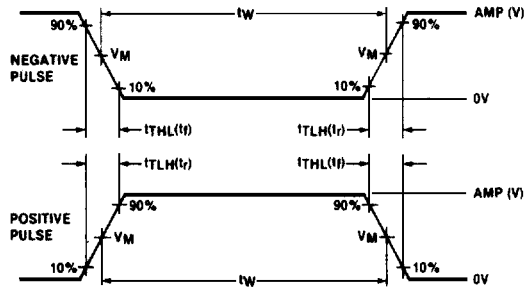 tW
90%
90%
AMP (V)
NEGATIVE
PULSE
VM
VM
10%
10%
0V
tTHL(tf)
tTLH(tr)
tTLH(tr)
tTHL(tf)
AMP (V)
90%
90%
POSITIVE
PULSE
VM
VM
10%
10%
tW
0V